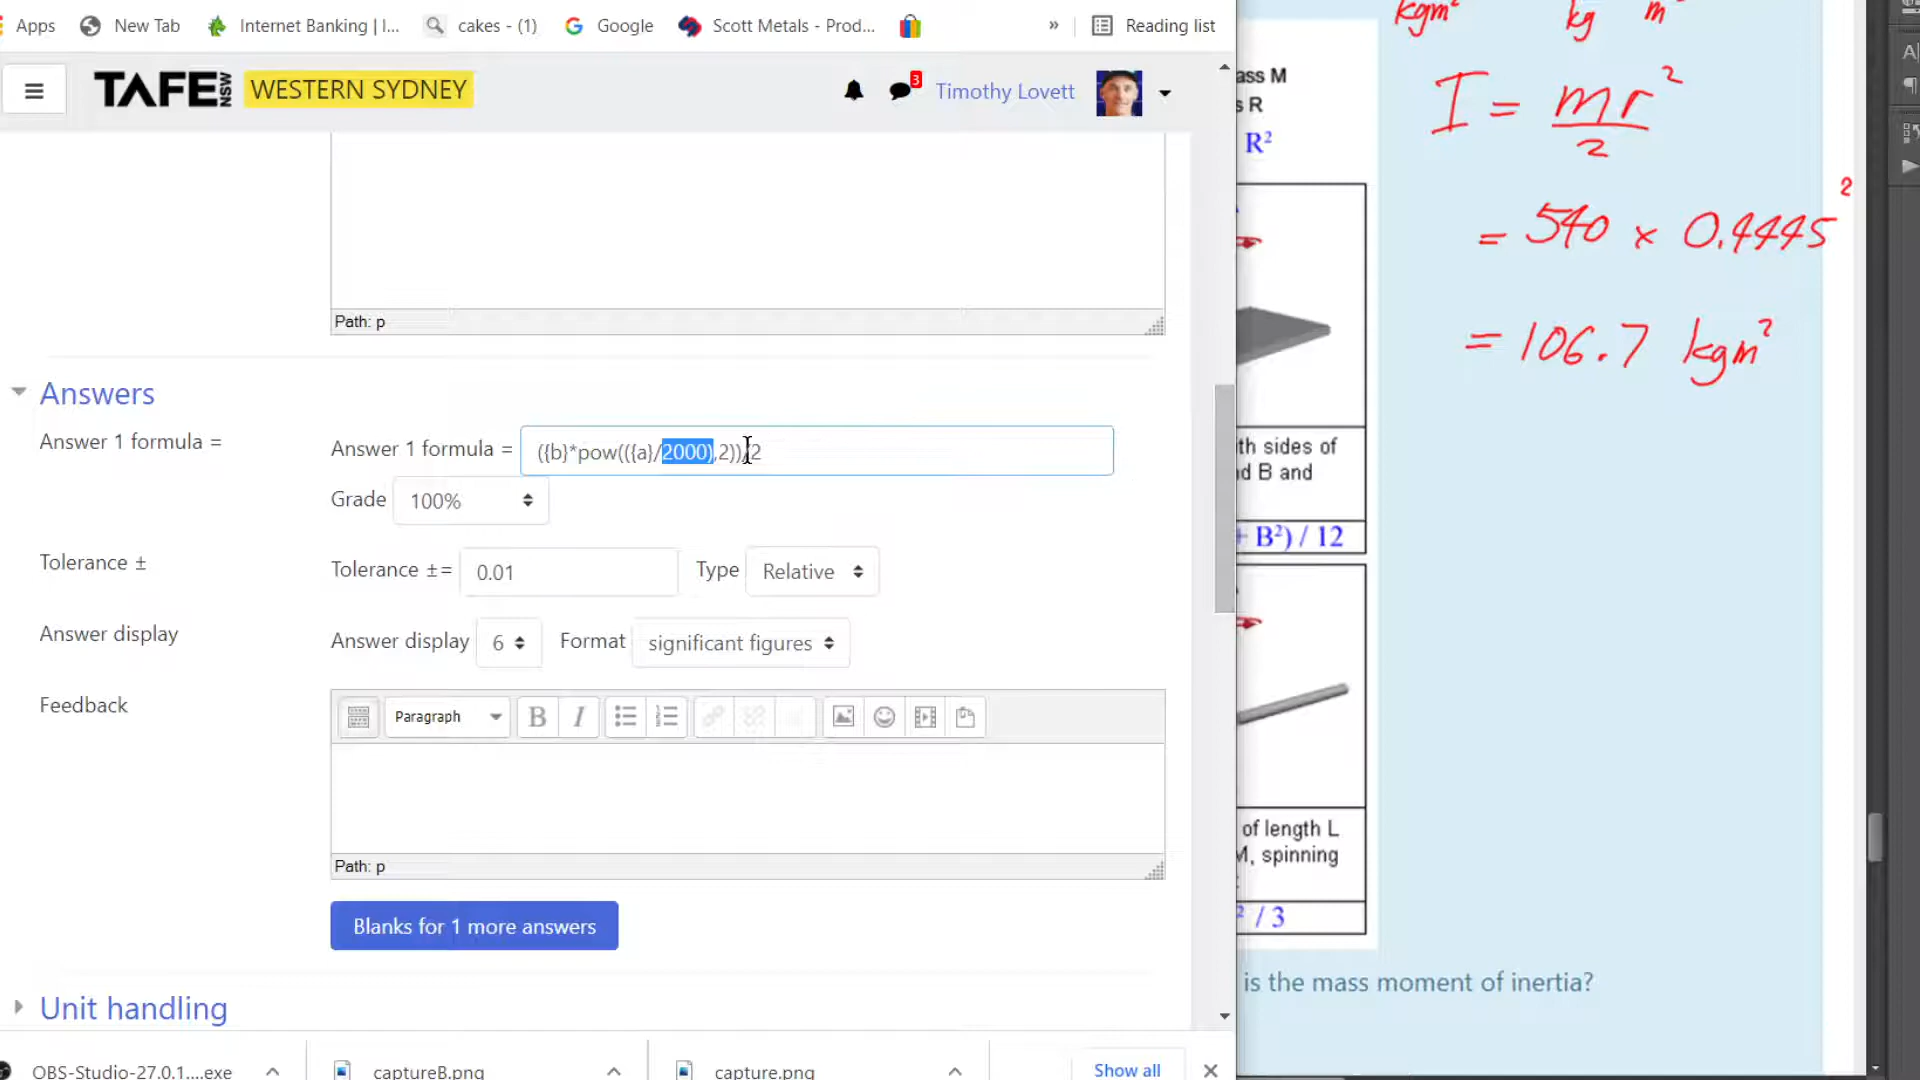 Apps
New Tab
Internet Banking | I...
cakes - (1)
Google
Scott Metals - Prod...
»
Reading list
TAFE NSW
WESTERN SYDNEY
3
Timothy Lovett
Path: p
Answers
Answer 1 formula =
Answer 1 formula =
({b}*pow(({a}/2000),2))/2
Grade
100%
Tolerance ±
Tolerance ±=
0.01
Type
Relative
Answer display
Answer display
6
Format
significant figures
Feedback
Paragraph
B
I
Path: p
Blanks for 1 more answers
Unit handling
OBS-Studio-27.0.1....exe
captureB.png
capture.png
Show all
kgm²
kg
m
ass M
s R
R²
I = mr²
2
= 540 × 0.4445²
= 106.7 kgm²
th sides of
d B and
+ B²) / 12
of length L
M, spinning
² / 3
is the mass moment of inertia?